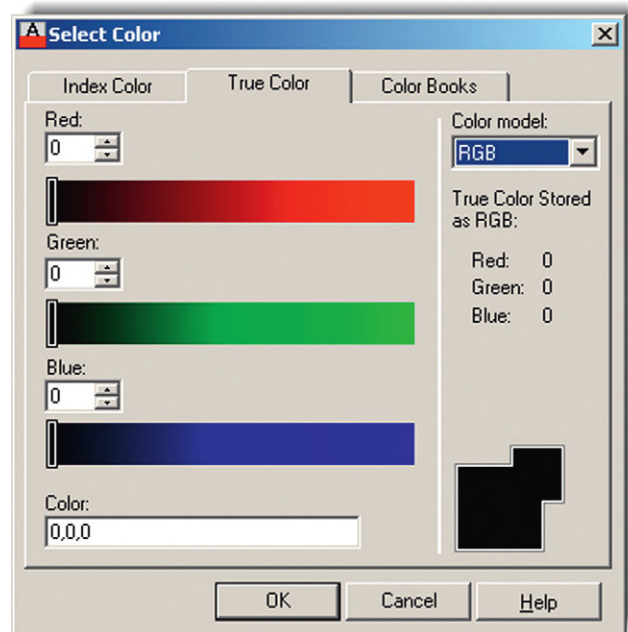 A Select Color
Index Color True Color Color Books
Red:
0
Green:
0
Blue:
0
Color:
0,0,0
Color model:
RGB
True Color Stored
as RGB:
Red: 0
Green: 0
Blue: 0
OK Cancel Help